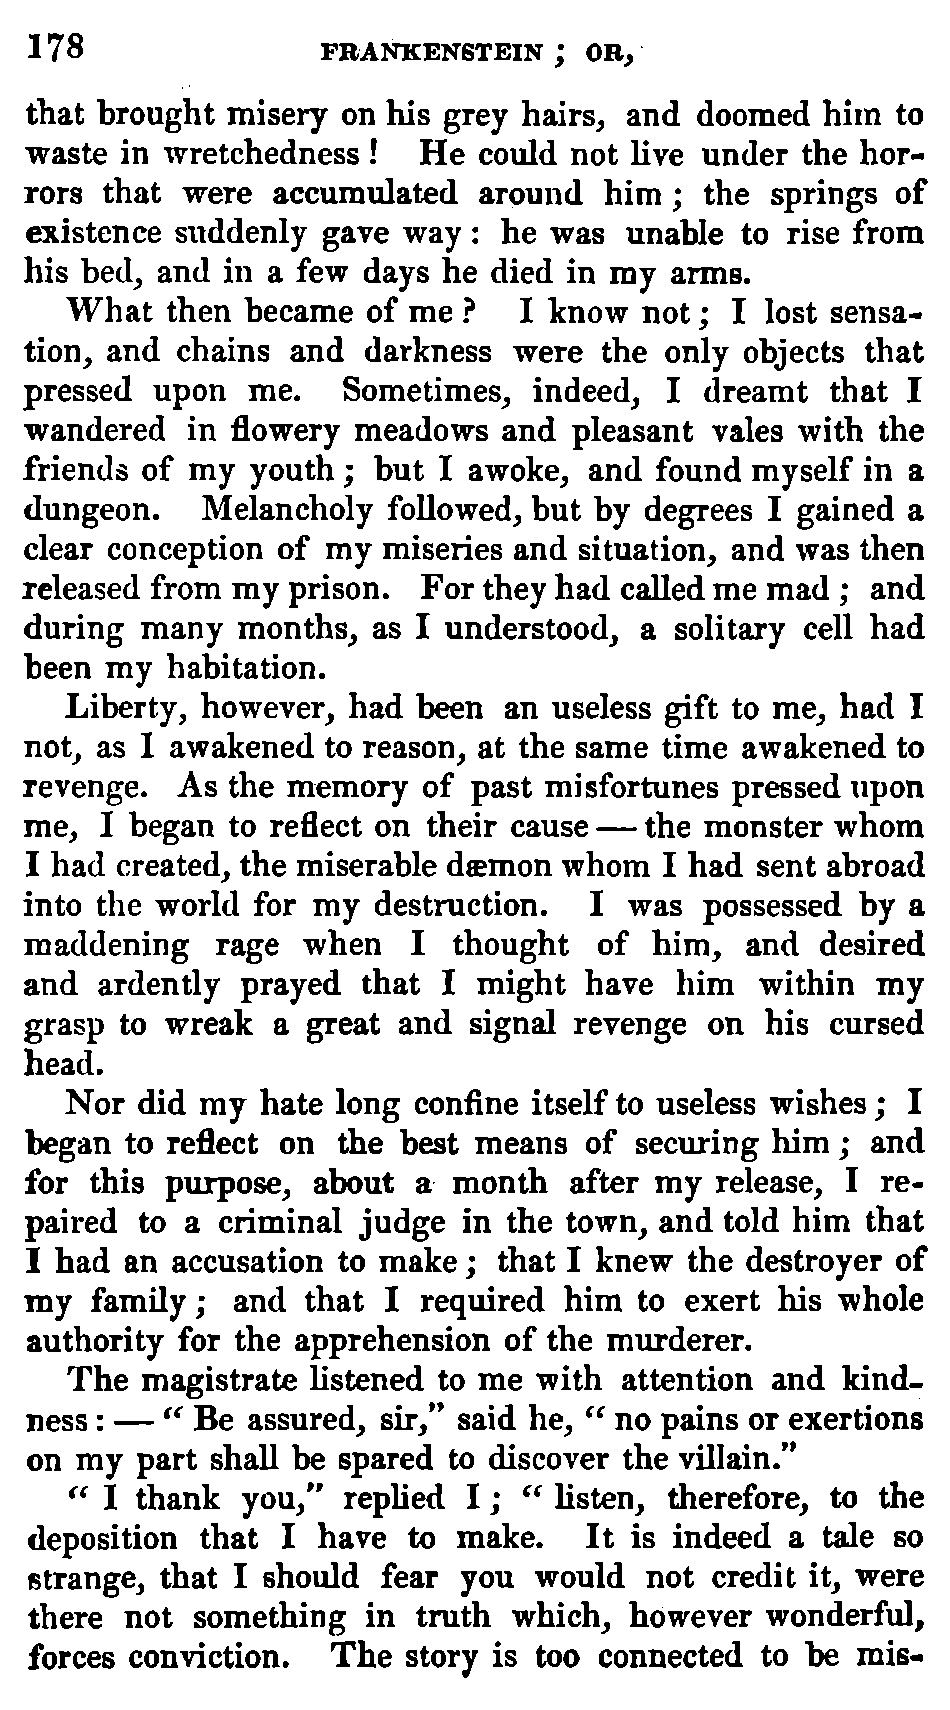 178 FRANKENSTEIN ; OR,
that brought misery on his grey hairs, and doomed him to
waste in wretchedness ! He could not live under the hor-
rors that were accumulated around him ; the springs of
existence suddenly gave way : he was unable to rise from
his bed, and in a few days he died in my arms.
What then became of me ? I know not ; I lost sensa-
tion, and chains and darkness were the only objects that
pressed upon me. Sometimes, indeed, I dreamt that I
wandered in flowery meadows and pleasant vales with the
friends of my youth ; but I awoke, and found myself in a
dungeon. Melancholy followed, but by degrees I gained a
clear conception of my miseries and situation, and was then
released from my prison. For they had called me mad ; and
during many months, as I understood, a solitary cell had
been my habitation.
Liberty, however, had been an useless gift to me, had I
not, as I awakened to reason, at the same time awakened to
revenge. As the memory of past misfortunes pressed upon
me, I began to reflect on their cause — the monster whom
I had created, the miserable dæmon whom I had sent abroad
into the world for my destruction. I was possessed by a
maddening rage when I thought of him, and desired
and ardently prayed that I might have him within my
grasp to wreak a great and signal revenge on his cursed
head.
Nor did my hate long confine itself to useless wishes ; I
began to reflect on the best means of securing him ; and
for this purpose, about a month after my release, I re-
paired to a criminal judge in the town, and told him that
I had an accusation to make ; that I knew the destroyer of
my family ; and that I required him to exert his whole
authority for the apprehension of the murderer.
The magistrate listened to me with attention and kind-
ness : — “ Be assured, sir,” said he, “ no pains or exertions
on my part shall be spared to discover the villain.”
“ I thank you,” replied I ; “ listen, therefore, to the
deposition that I have to make. It is indeed a tale so
strange, that I should fear you would not credit it, were
there not something in truth which, however wonderful,
forces conviction. The story is too connected to be mis-